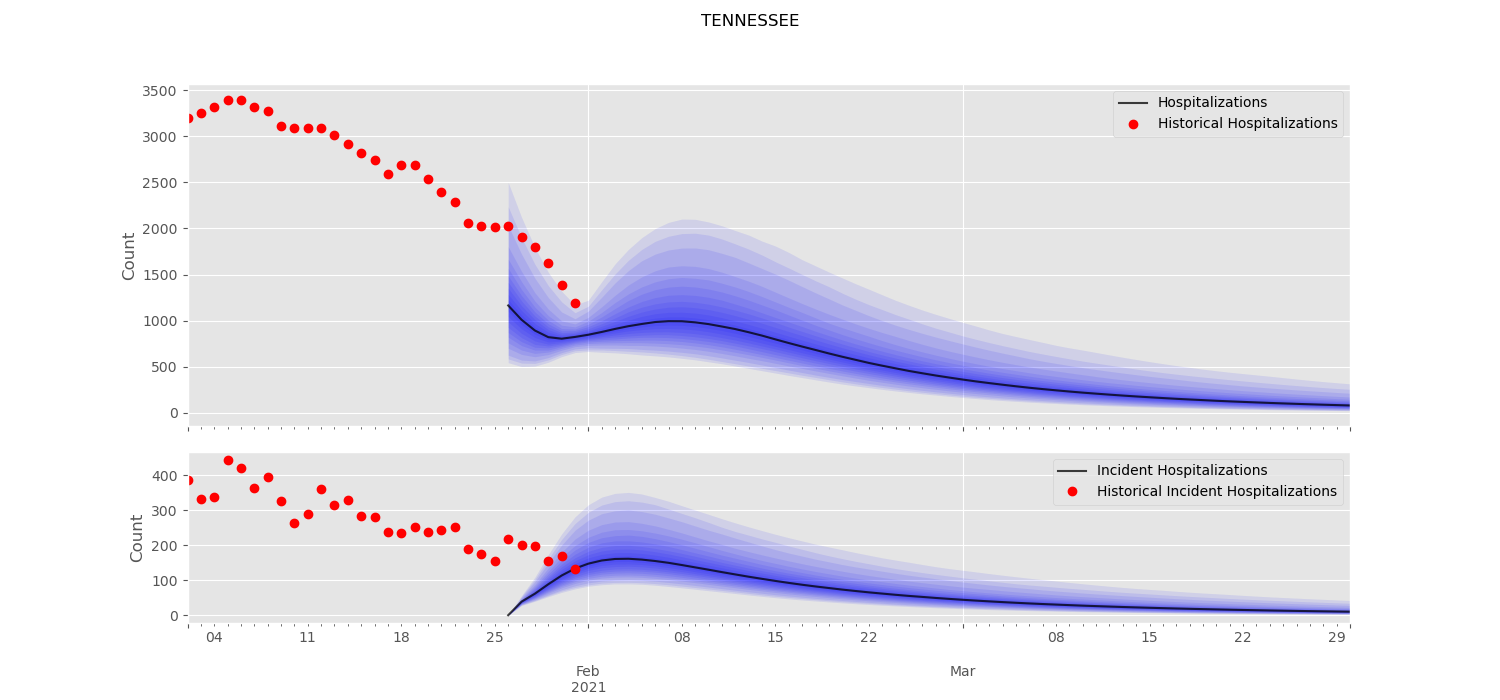 TENNESSEE
3500
3000
2500
2000
1500
1000
500
0
Count
Hospitalizations
Historical Hospitalizations
400
300
200
100
0
Count
Incident Hospitalizations
Historical Incident Hospitalizations
04 11 18 25 08 15 22 08 15 22 29
Feb Mar
2021